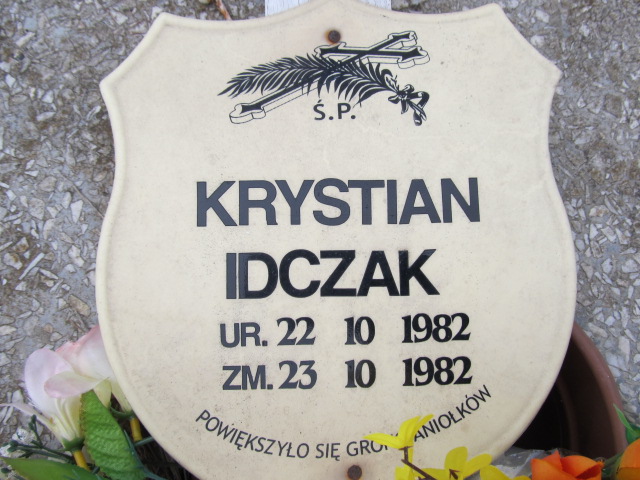 Ś.P.
KRYSTIAN
IDCZAK
UR. 22 10 1982
ZM. 23 10 1982
POWIĘKSZYŁO SIĘ ANIOŁKÓW